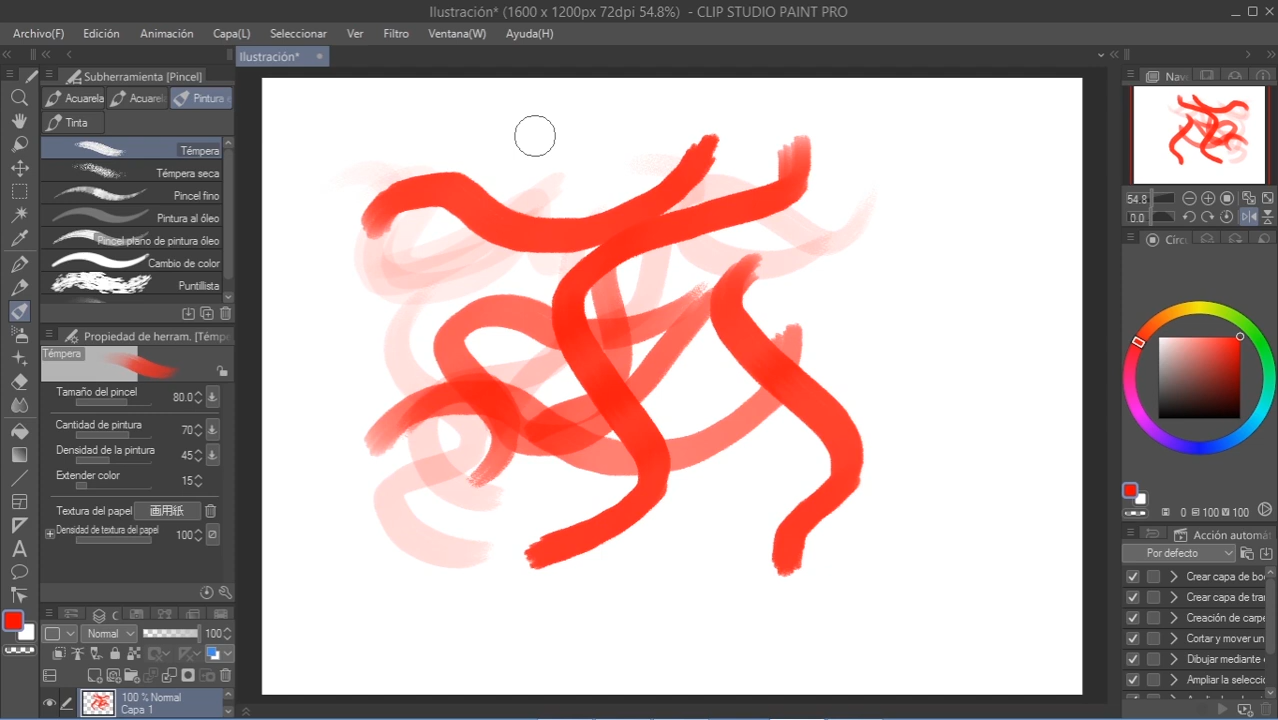 Ilustración* (1600 x 1200px 72dpi 54.8%) - CLIP STUDIO PAINT PRO
Archivo(F) Edición Animación Capa(L) Seleccionar Ver Filtro Ventana(W) Ayuda(H)
Ilustración*
Subherramienta [Pincel]
Acuarela Acuarel Pintura
Tinta
Témpera
Témpera seca
Pincel fino
Pintura al óleo
Pincel plano de pintura óleo
Cambio de color
Puntillista
Propiedad de herram. [Témpe
Témpera
Tamaño del pincel 80.0
Cantidad de pintura 70
Densidad de la pintura 45
Extender color 15
Textura del papel 画用紙
Densidad de textura del papel 100
C
Normal 100
100 % Normal
Capa 1
Nav
54.8
0.0
Círc
0 100 100
Acción automát
Por defecto
Crear capa de bo
Crear capa de tra
Creación de carpe
Cortar y mover un
Dibujar mediante
Ampliar la selecci